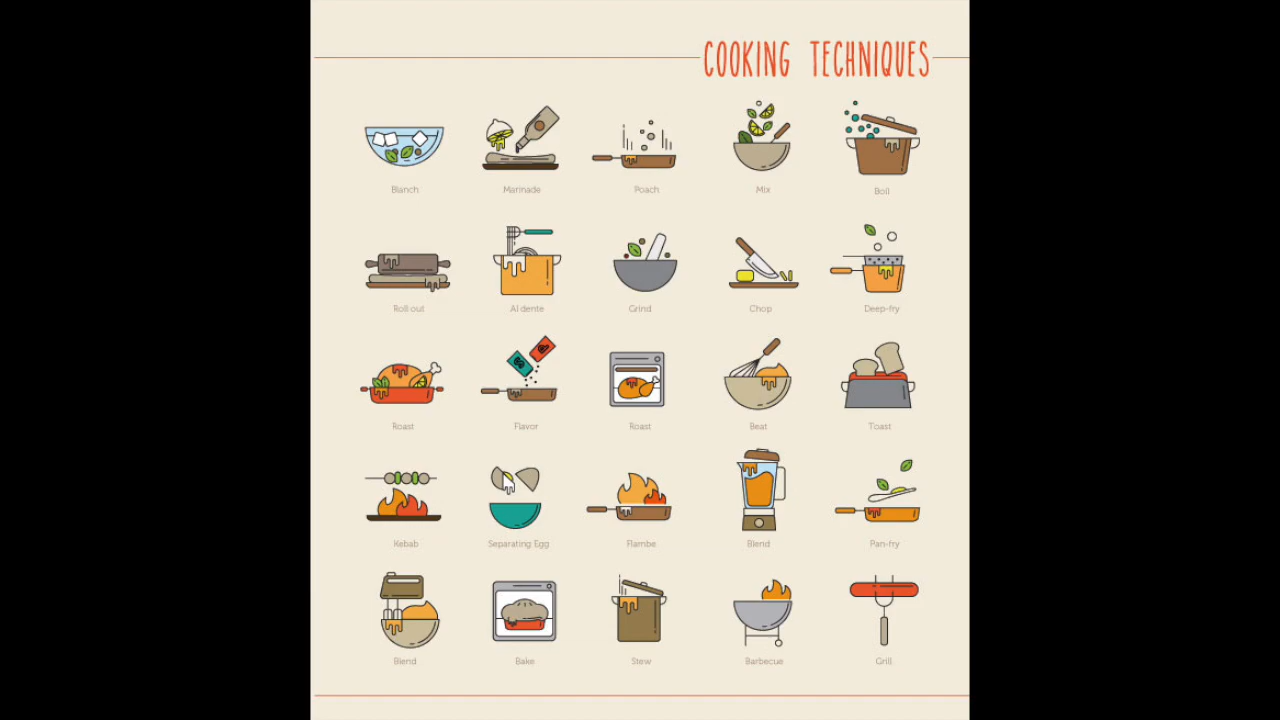 COOKING TECHNIQUES
Blanch Marinade Poach Mix Boil
Roll out Al dente Grind Chop Deep-fry
Roast Flavor Roast Beat Toast
Kebab Separating Egg Flambe Blend Pan-fry
Blend Bake Stew Barbecue Grill